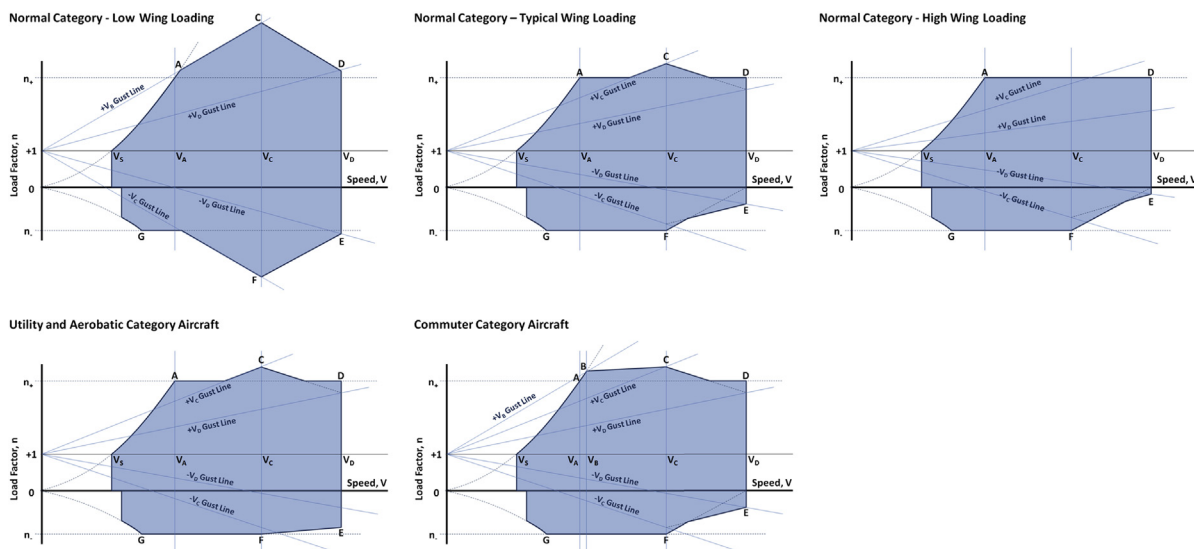 Normal Category - Low Wing Loading
C
A
D
n+
+VB Gust Line
+VD Gust Line
Load Factor, n
+1
VS
VA
VC
VD
0
Speed, V
-VC Gust Line
-VD Gust Line
n-
G
E
F
Normal Category – Typical Wing Loading
C
A
D
n+
+VC Gust Line
+VD Gust Line
Load Factor, n
+1
VS
VA
VC
VD
-VD Gust Line
0
Speed, V
-VC Gust Line
E
n-
G
F
Normal Category - High Wing Loading
A
D
n+
+VC Gust Line
+VD Gust Line
Load Factor, n
+1
VS
VA
VC
VD
-VD Gust Line
0
Speed, V
-VC Gust Line
E
n-
G
F
Utility and Aerobatic Category Aircraft
C
A
D
n+
+VC Gust Line
+VD Gust Line
Load Factor, n
+1
VS
VA
VC
VD
-VD Gust Line
0
Speed, V
-VC Gust Line
n-
G
F
E
Commuter Category Aircraft
B
C
A
D
n+
+VB Gust Line
+VC Gust Line
+VD Gust Line
Load Factor, n
+1
VS
VA
VB
VC
VD
-VD Gust Line
0
Speed, V
-VC Gust Line
E
n-
G
F